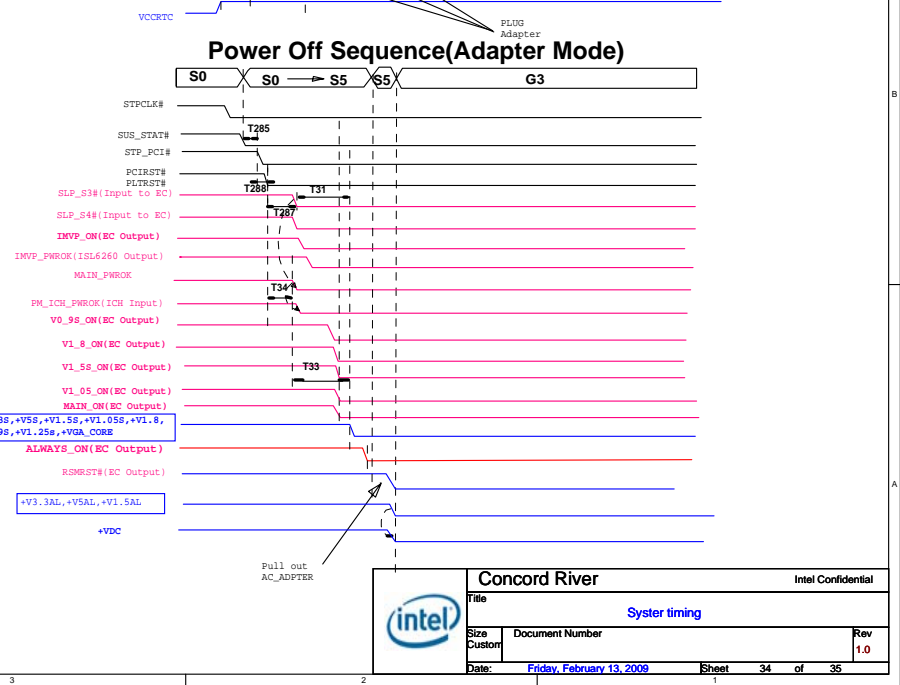 VCCRTC
PLUG
Adapter
Power Off Sequence(Adapter Mode)
S0
S0
S5
S5
G3
B
STPCLK#
T285
SUS_STAT#
STP_PCI#
PCIRST#
PLTRST#
T288
T31
SLP_S3#(Input to EC)
T287
SLP_S4#(Input to EC)
IMVP_ON(EC Output)
IMVP_PWROK(ISL6260 Output)
MAIN_PWROK
T34
PM_ICH_PWROK(ICH Input)
V0_9S_ON(EC Output)
V1_8_ON(EC Output)
T33
V1_5S_ON(EC Output)
V1_05_ON(EC Output)
MAIN_ON(EC Output)
S,+V5S,+V1.5S,+V1.05S,+V1.8,
9S,+V1.25s,+VGA_CORE
ALWAYS_ON(EC Output)
RSMRST#(EC Output)
A
+V3.3AL,+V5AL,+V1.5AL
+VDC
Pull out
AC_ADPTER
intel
Concord River
Intel Confidential
Title
Syster timing
Size
Custom
Document Number
Rev
1.0
Date:
Friday, February 13, 2009
Sheet 34 of 35
3
2
1